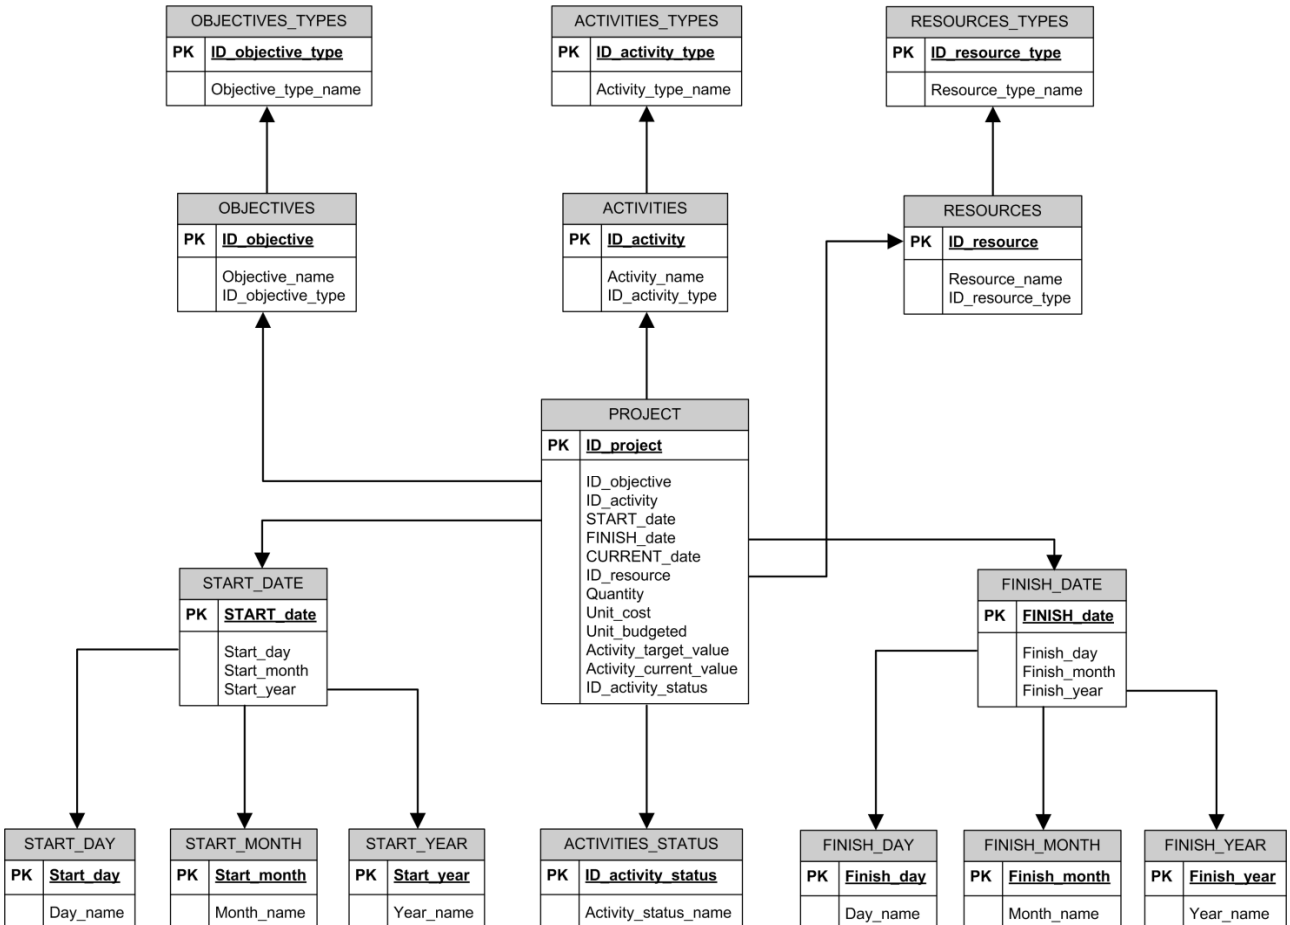 OBJECTIVES_TYPES
PK ID_objective_type
Objective_type_name
ACTIVITIES_TYPES
PK ID_activity_type
Activity_type_name
RESOURCES_TYPES
PK ID_resource_type
Resource_type_name
OBJECTIVES
PK ID_objective
Objective_name
ID_objective_type
ACTIVITIES
PK ID_activity
Activity_name
ID_activity_type
RESOURCES
PK ID_resource
Resource_name
ID_resource_type
PROJECT
PK ID_project
ID_objective
ID_activity
START_date
FINISH_date
CURRENT_date
ID_resource
Quantity
Unit_cost
Unit_budgeted
Activity_target_value
Activity_current_value
ID_activity_status
START_DATE
PK START_date
Start_day
Start_month
Start_year
FINISH_DATE
PK FINISH_date
Finish_day
Finish_month
Finish_year
START_DAY
PK Start_day
Day_name
START_MONTH
PK Start_month
Month_name
START_YEAR
PK Start_year
Year_name
ACTIVITIES_STATUS
PK ID_activity_status
Activity_status_name
FINISH_DAY
PK Finish_day
Day_name
FINISH_MONTH
PK Finish_month
Month_name
FINISH_YEAR
PK Finish_year
Year_name